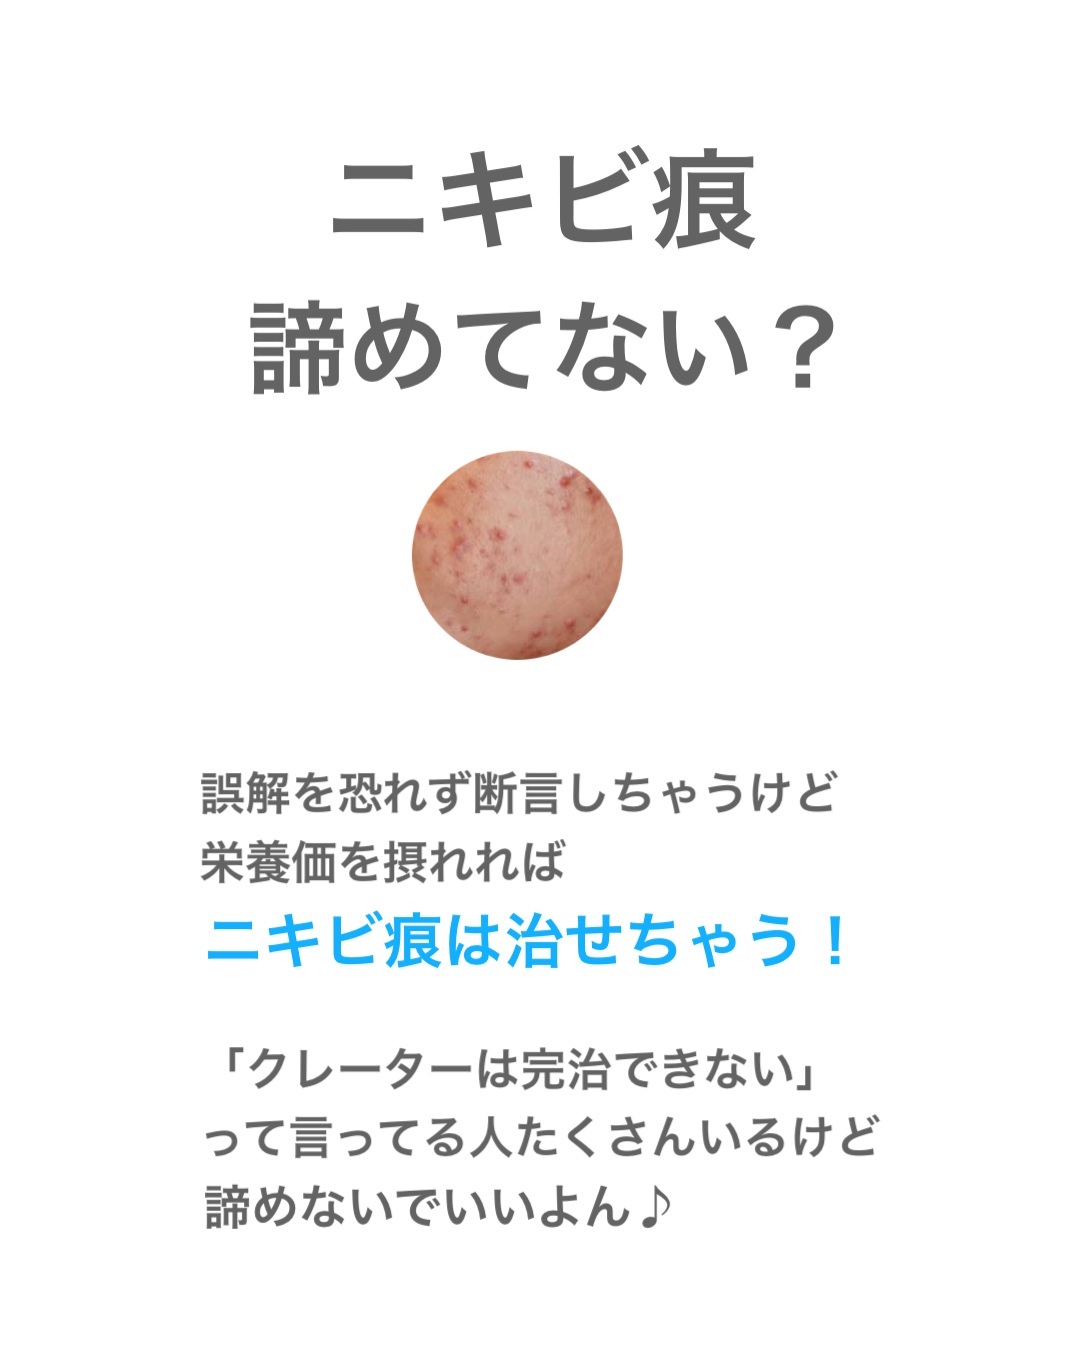 ニキビ痕
諦めてない？
誤解を恐れず断言しちゃうけど
栄養価を摂れれば
ニキビ痕は治せちゃう！
「クレーターは完治できない」
って言ってる人たくさんいるけど
諦めないでいいよん♪